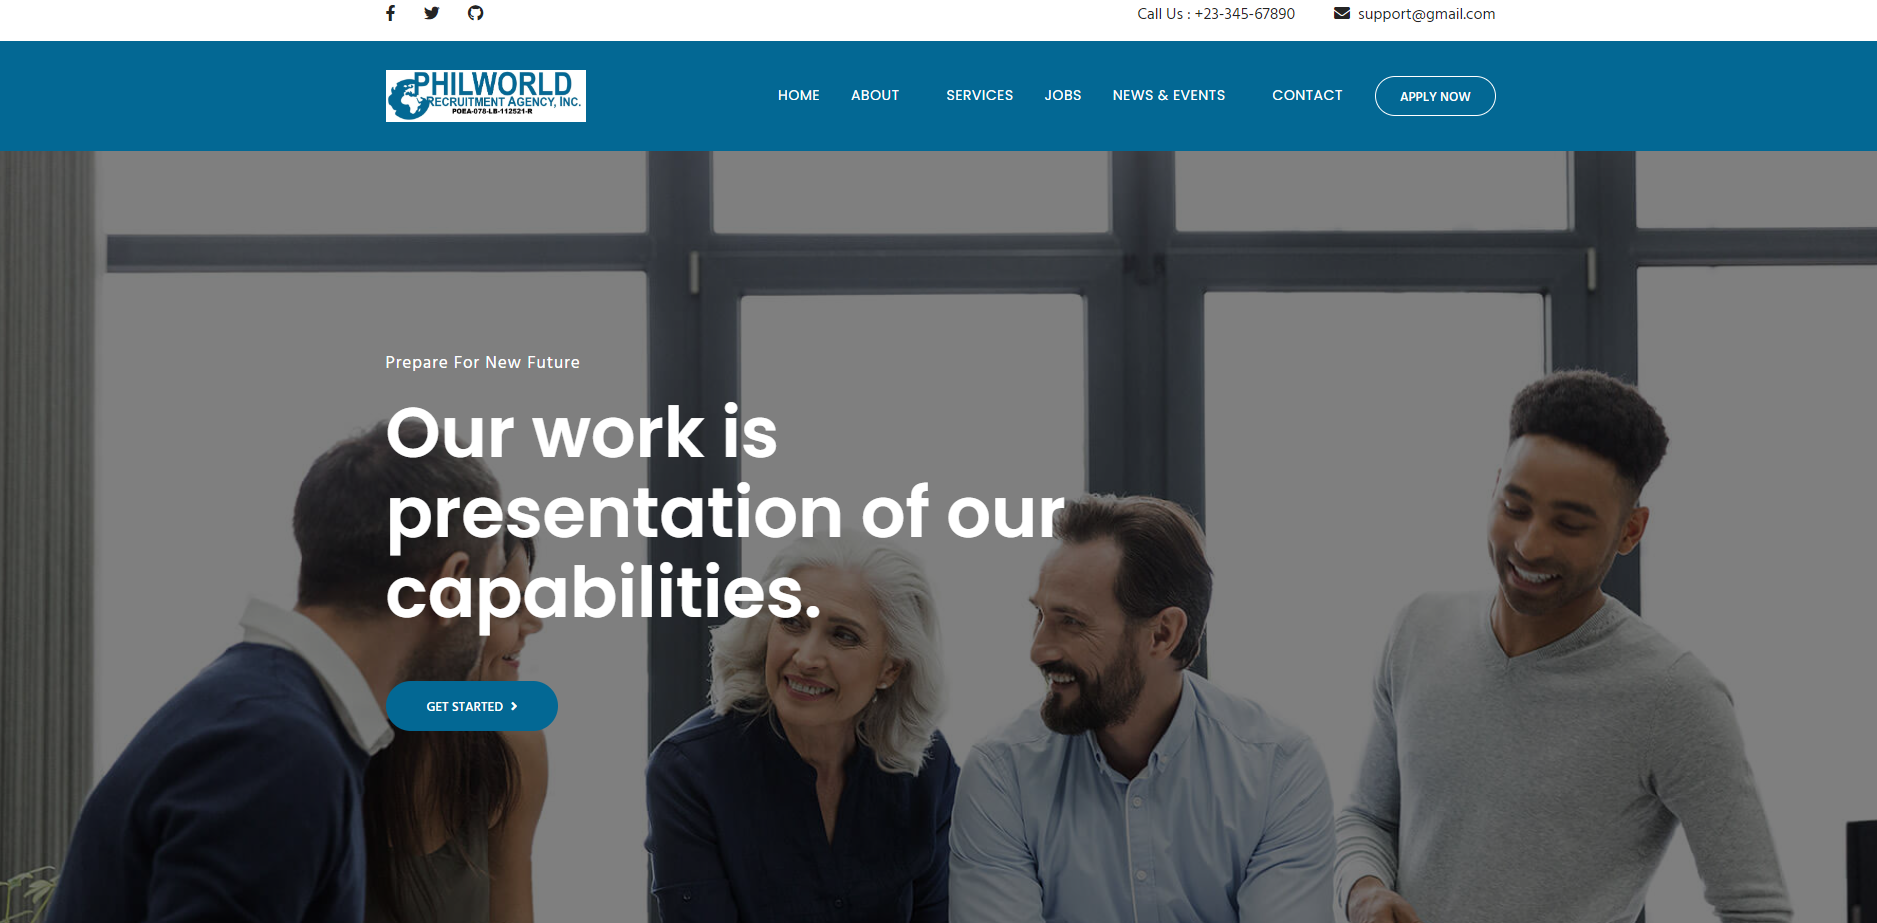 Call Us : +23-345-67890
support@gmail.com
PHILWORLD
RECRUITMENT AGENCY, INC.
POEA-078-LB-112521-R
HOME
ABOUT
SERVICES
JOBS
NEWS & EVENTS
CONTACT
APPLY NOW
Prepare For New Future
Our work is
presentation of our
capabilities.
GET STARTED